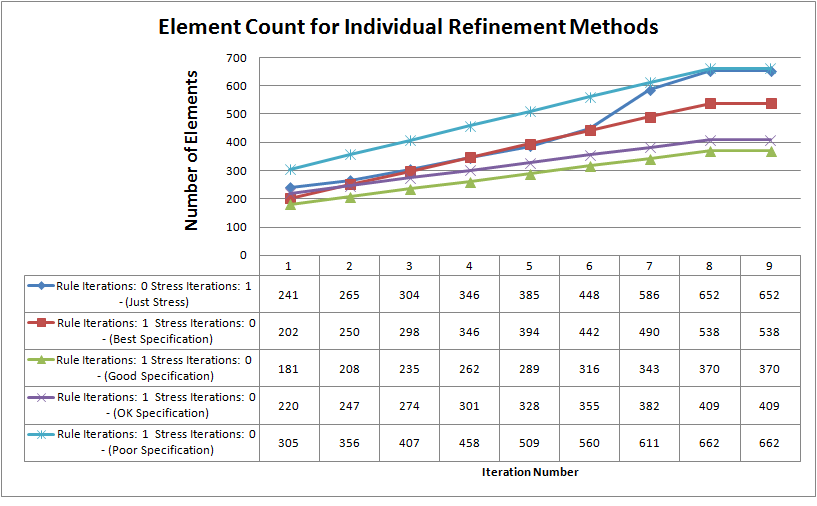 Element Count for Individual Refinement Methods
Number of Elements
700
600
500
400
300
200
100
0
1 2 3 4 5 6 7 8 9
Rule Iterations: 0 Stress Iterations: 1
- (Just Stress)
241 265 304 346 385 448 586 652 652
Rule Iterations: 1 Stress Iterations: 0
- (Best Specification)
202 250 298 346 394 442 490 538 538
Rule Iterations: 1 Stress Iterations: 0
- (Good Specification)
181 208 235 262 289 316 343 370 370
Rule Iterations: 1 Stress Iterations: 0
- (OK Specification)
220 247 274 301 328 355 382 409 409
Rule Iterations: 1 Stress Iterations: 0
- (Poor Specification)
305 356 407 458 509 560 611 662 662
Iteration Number